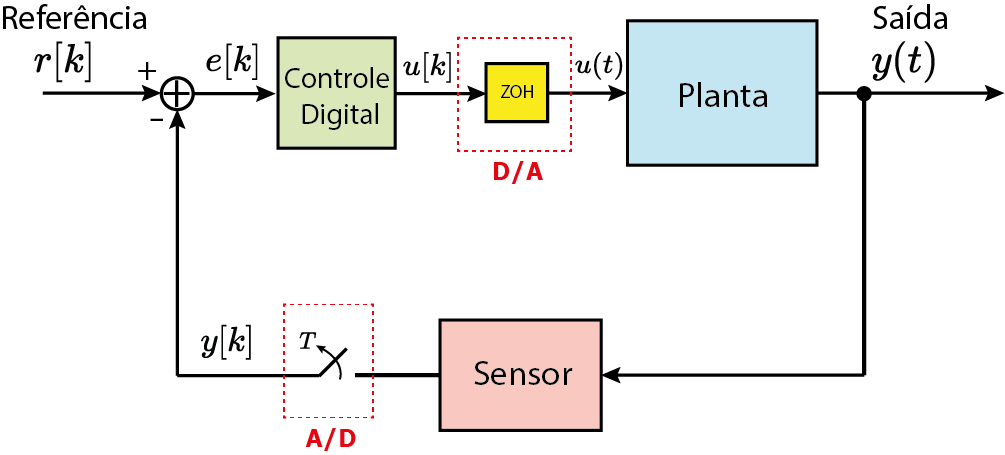 Referência
r[k]
+
−
e[k]
Controle
Digital
u[k]
ZOH
D/A
u(t)
Planta
Saída
y(t)
y[k]
T
A/D
Sensor